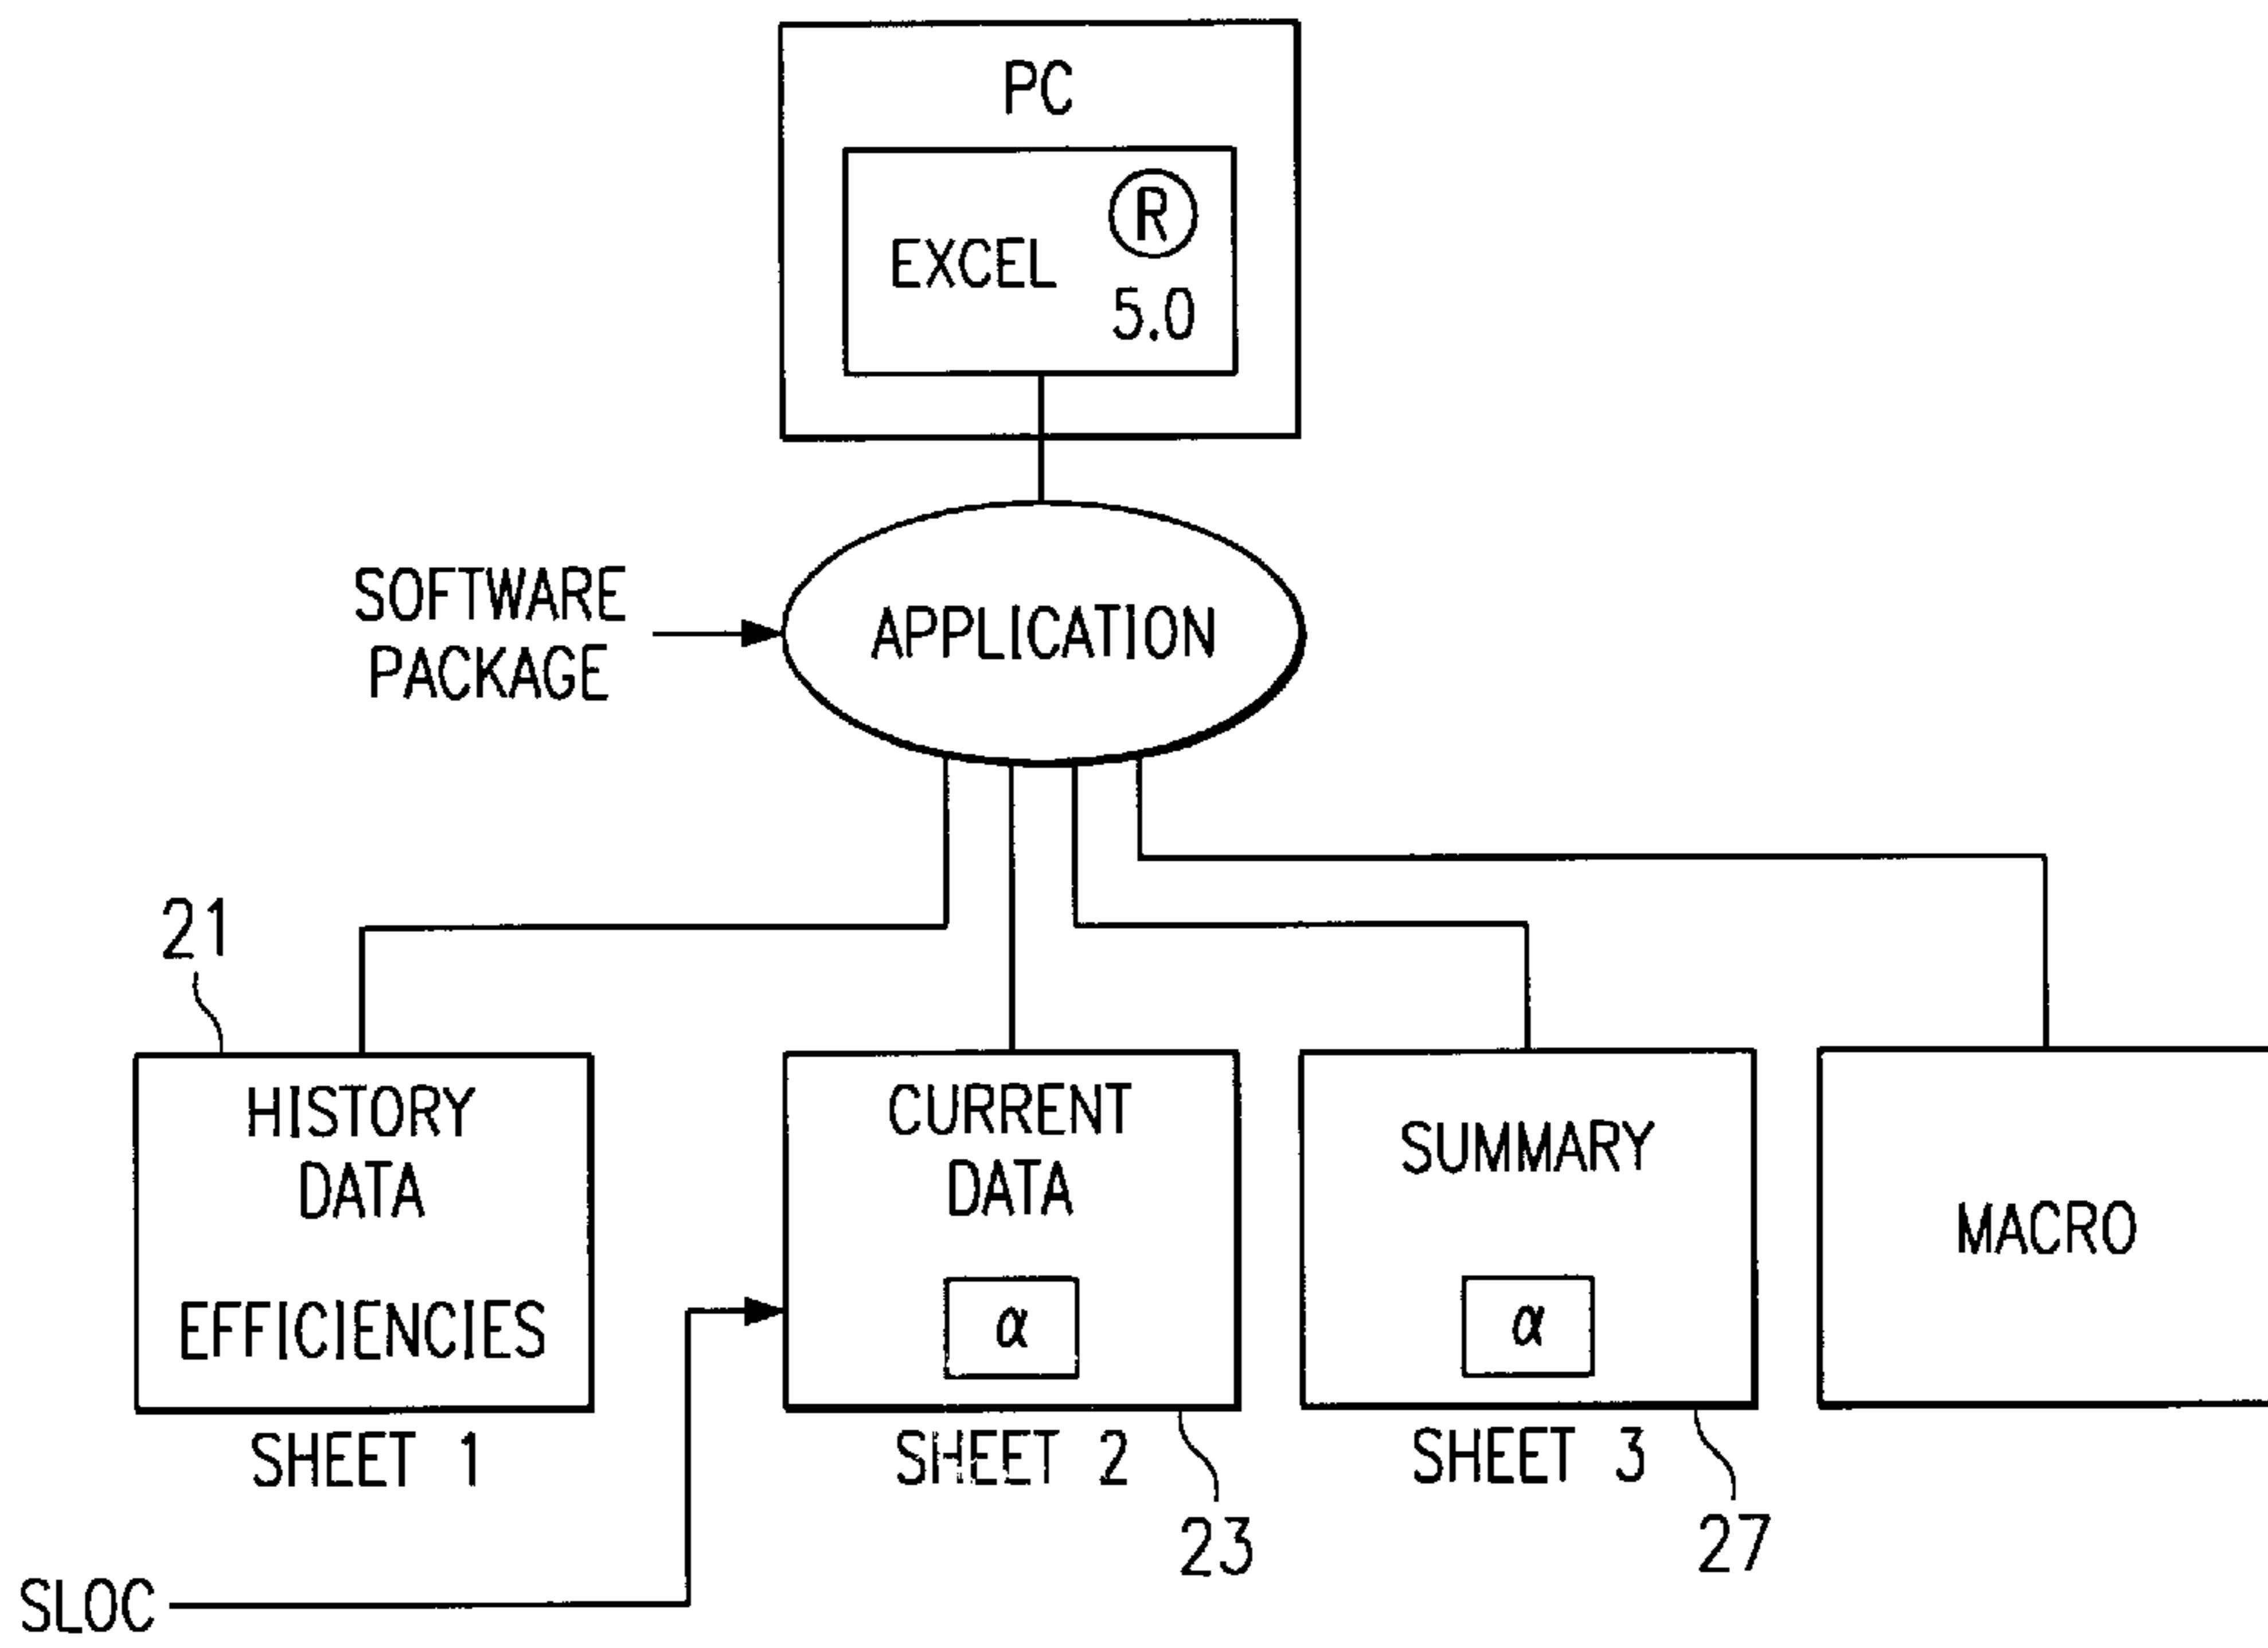 PC
EXCEL ®
5.0
SOFTWARE
PACKAGE
APPLICATION
21
HISTORY
DATA
EFFICIENCIES
SHEET 1
CURRENT
DATA
α
SHEET 2
23
SUMMARY
α
SHEET 3
27
MACRO
SLOC